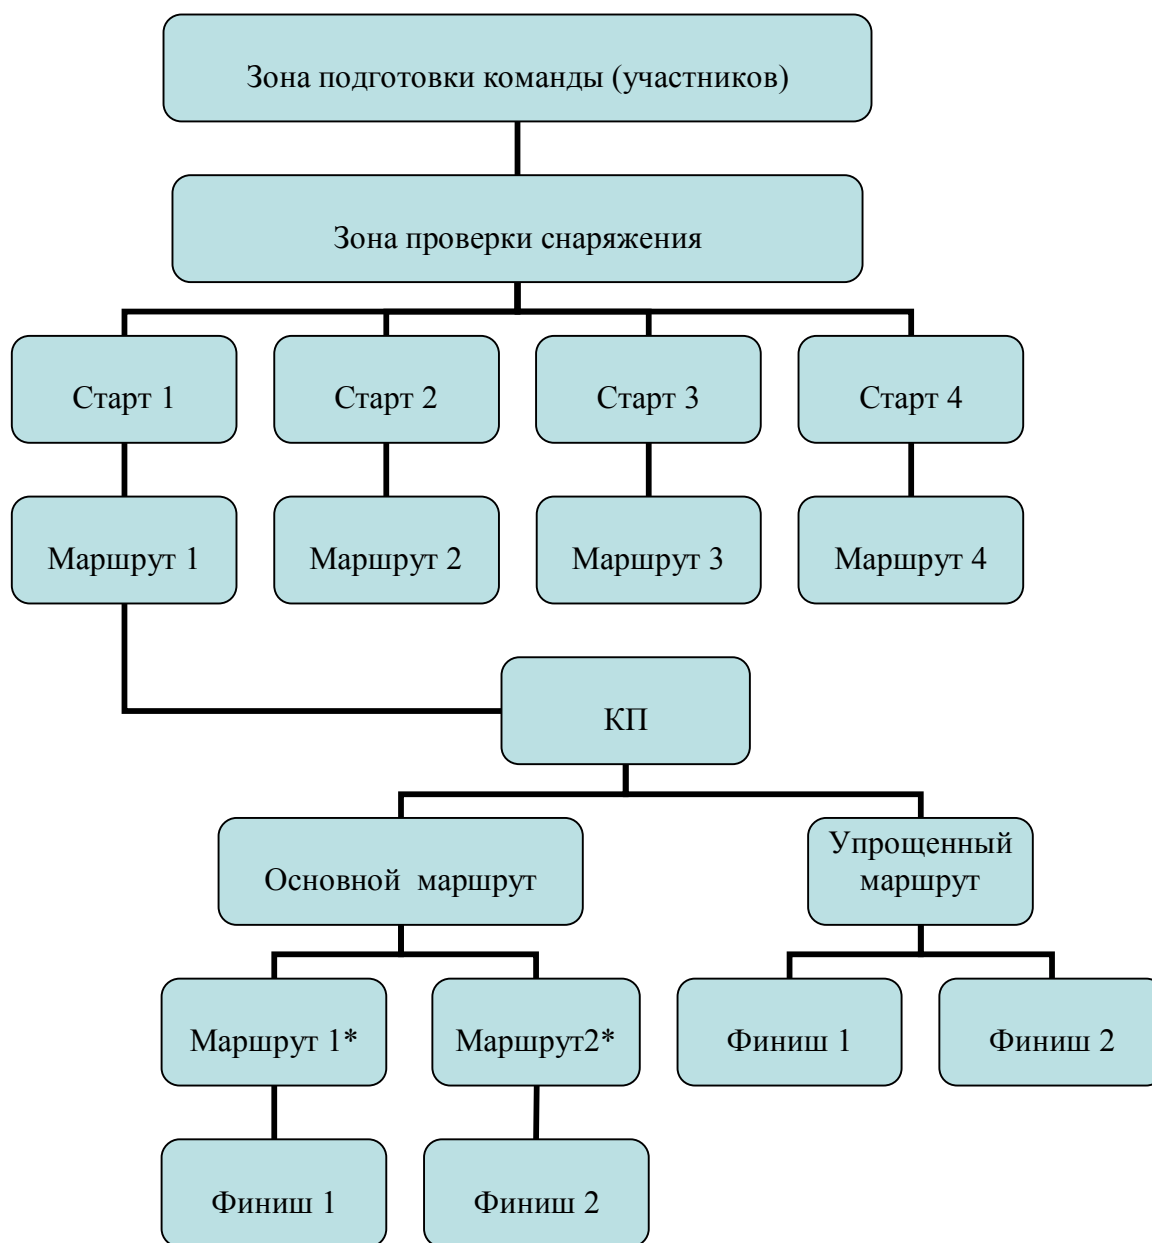 Зона подготовки команды (участников)
Зона проверки снаряжения
Старт 1
Старт 2
Старт 3
Старт 4
Маршрут 1
Маршрут 2
Маршрут 3
Маршрут 4
КП
Основной маршрут
Упрощенный
маршрут
Маршрут 1*
Маршрут2*
Финиш 1
Финиш 2
Финиш 1
Финиш 2